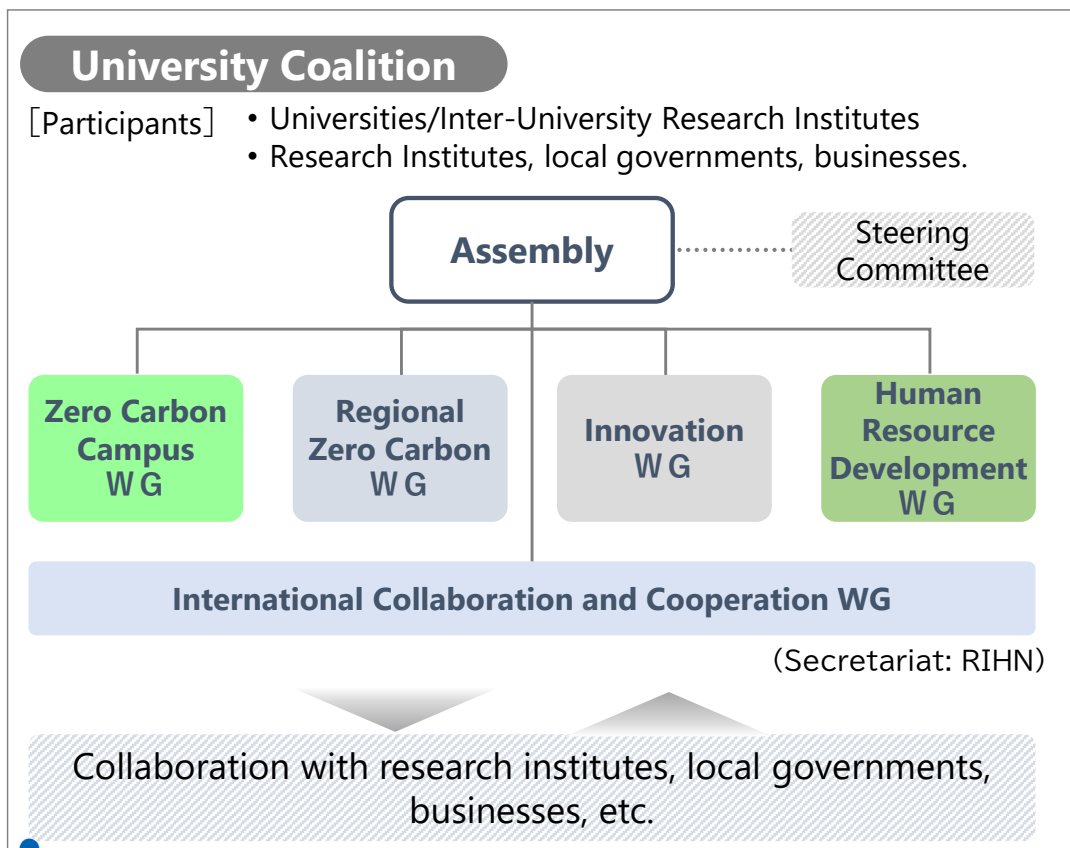 University Coalition
［Participants］ • Universities/Inter-University Research Institutes
• Research Institutes, local governments, businesses.
Assembly
Steering
Committee
Zero Carbon
Campus
ＷＧ
Regional
Zero Carbon
ＷＧ
Innovation
ＷＧ
Human
Resource
Development
ＷＧ
International Collaboration and Cooperation WG
（Secretariat: RIHN）
Collaboration with research institutes, local governments,
businesses, etc.